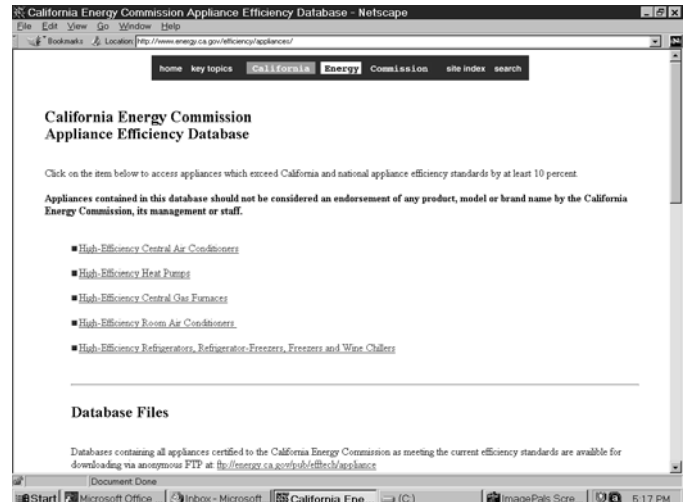 California Energy Commission Appliance Efficiency Database - Netscape
File Edit View Go Window Help
Bookmarks Location: http://www.energy.ca.gov/efficiency/appliances/
home key topics California Energy Commission site index search
California Energy Commission
Appliance Efficiency Database
Click on the item below to access appliances which exceed California and national appliance efficiency standards by at least 10 percent.
Appliances contained in this database should not be considered an endorsement of any product, model or brand name by the California
Energy Commission, its management or staff.
High-Efficiency Central Air Conditioners
High-Efficiency Heat Pumps
High-Efficiency Central Gas Furnaces
High-Efficiency Room Air Conditioners
High-Efficiency Refrigerators, Refrigerator-Freezers, Freezers and Wine Chillers
Database Files
Databases containing all appliances certified to the California Energy Commission as meeting the current efficiency standards are availble for
downloading via anonymous FTP at: ftp://energy.ca.gov/pub/efftech/appliance
Document Done
Start Microsoft Office Inbox - Microsoft California Ene (C:) ImagePals Scre 5:17 PM